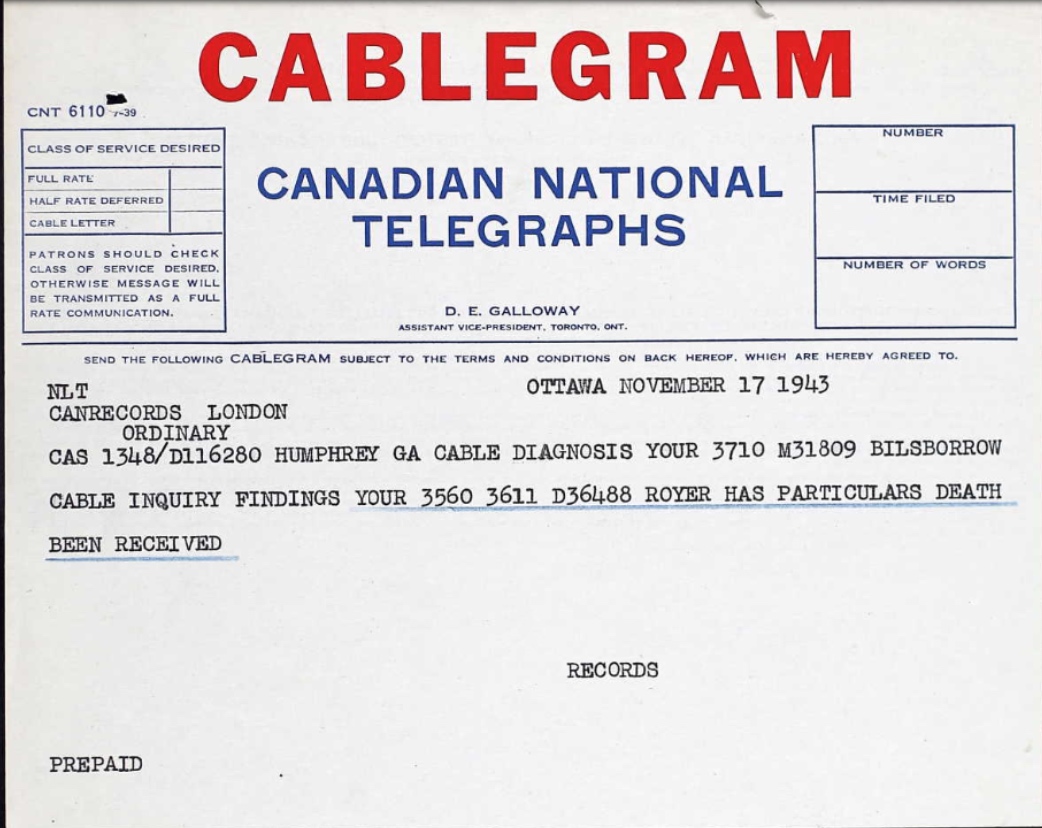 CABLEGRAM
CNT 6110 7-39
CLASS OF SERVICE DESIRED
FULL RATE
HALF RATE DEFERRED
CABLE LETTER
PATRONS SHOULD CHECK
CLASS OF SERVICE DESIRED.
OTHERWISE MESSAGE WILL
BE TRANSMITTED AS A FULL
RATE COMMUNICATION.
CANADIAN NATIONAL
TELEGRAPHS
D. E. GALLOWAY
ASSISTANT VICE-PRESIDENT, TORONTO, ONT.
NUMBER
TIME FILED
NUMBER OF WORDS
SEND THE FOLLOWING CABLEGRAM SUBJECT TO THE TERMS AND CONDITIONS ON BACK HEREOF, WHICH ARE HEREBY AGREED TO.
NLT OTTAWA NOVEMBER 17 1943
CANRECORDS LONDON
ORDINARY
CAS 1348/D116280 HUMPHREY GA CABLE DIAGNOSIS YOUR 3710 M31809 BILSBORROW
CABLE INQUIRY FINDINGS YOUR 3560 3611 D36488 ROYER HAS PARTICULARS DEATH
BEEN RECEIVED
RECORDS
PREPAID